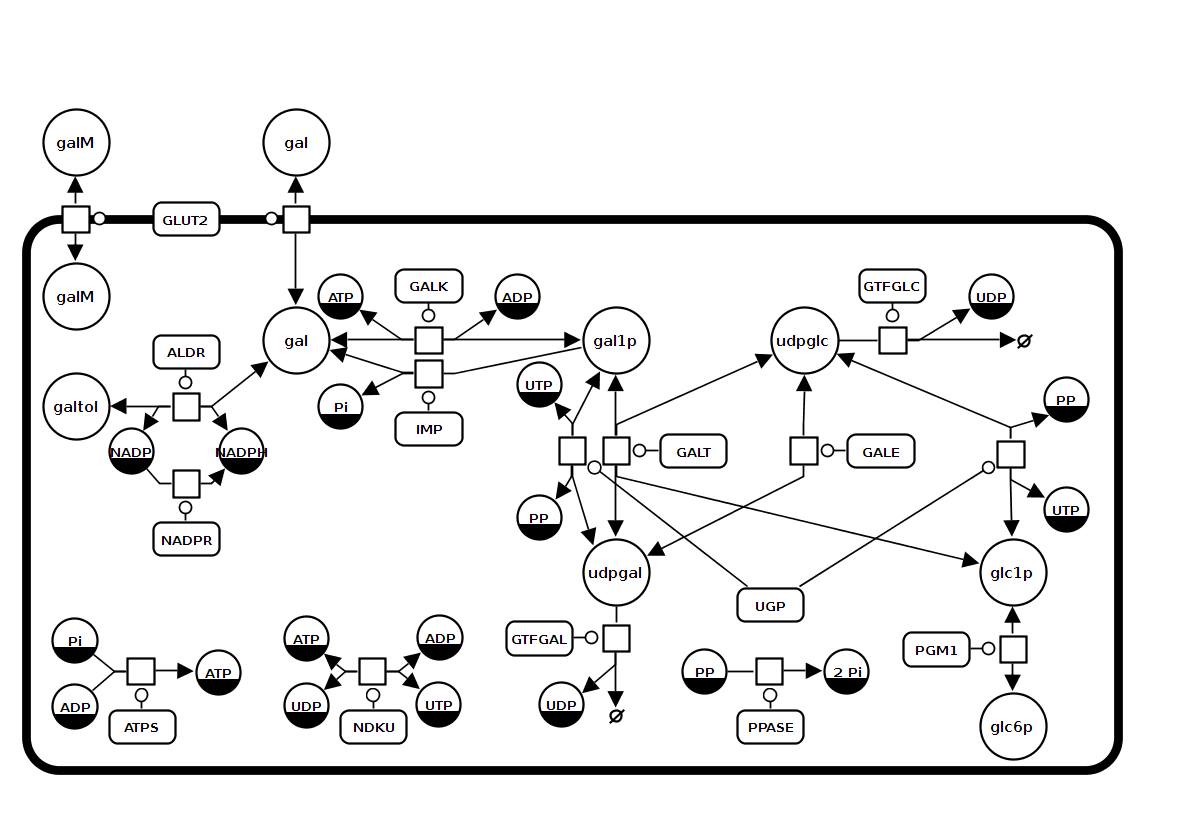 galM
gal
GLUT2
galM
GALK
GTFGLC
ATP
ADP
UDP
gal
gal1p
udpglc
ALDR
galtol
Pi
UTP
PP
IMP
NADP
NADPH
GALT
GALE
PP
UTP
NADPR
udpgal
glc1p
UGP
Pi
ATP
ADP
GTFGAL
PGM1
ATP
PP
2 Pi
ADP
UDP
UTP
UDP
ATPS
NDKU
PPASE
glc6p